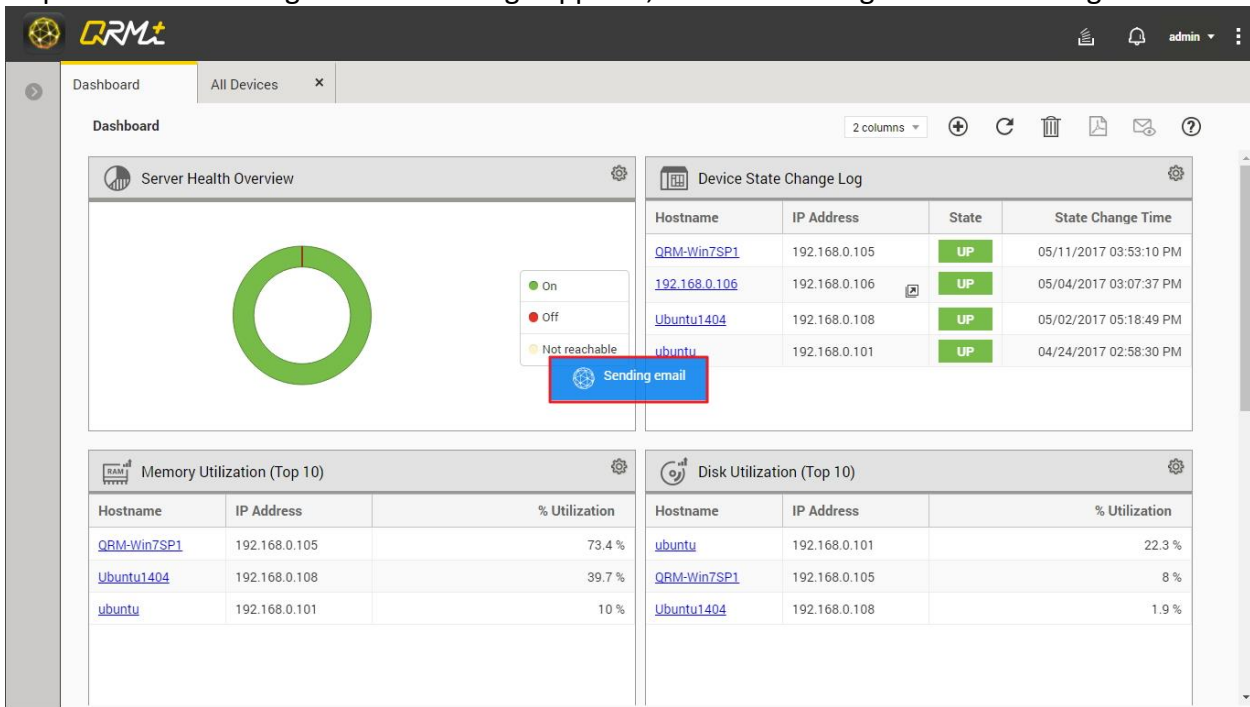 QRM+
admin
Dashboard
All Devices ×
Dashboard
2 columns
Server Health Overview
On
Off
Not reachable
Device State Change Log
Hostname IP Address State State Change Time
QRM-Win7SP1 192.168.0.105 UP 05/11/2017 03:53:10 PM
192.168.0.106 192.168.0.106 UP 05/04/2017 03:07:37 PM
Ubuntu1404 192.168.0.108 UP 05/02/2017 05:18:49 PM
ubuntu 192.168.0.101 UP 04/24/2017 02:58:30 PM
Sending email
RAM
Memory Utilization (Top 10)
Hostname IP Address % Utilization
QRM-Win7SP1 192.168.0.105 73.4 %
Ubuntu1404 192.168.0.108 39.7 %
ubuntu 192.168.0.101 10 %
Disk Utilization (Top 10)
Hostname IP Address % Utilization
ubuntu 192.168.0.101 22.3 %
QRM-Win7SP1 192.168.0.105 8 %
Ubuntu1404 192.168.0.108 1.9 %